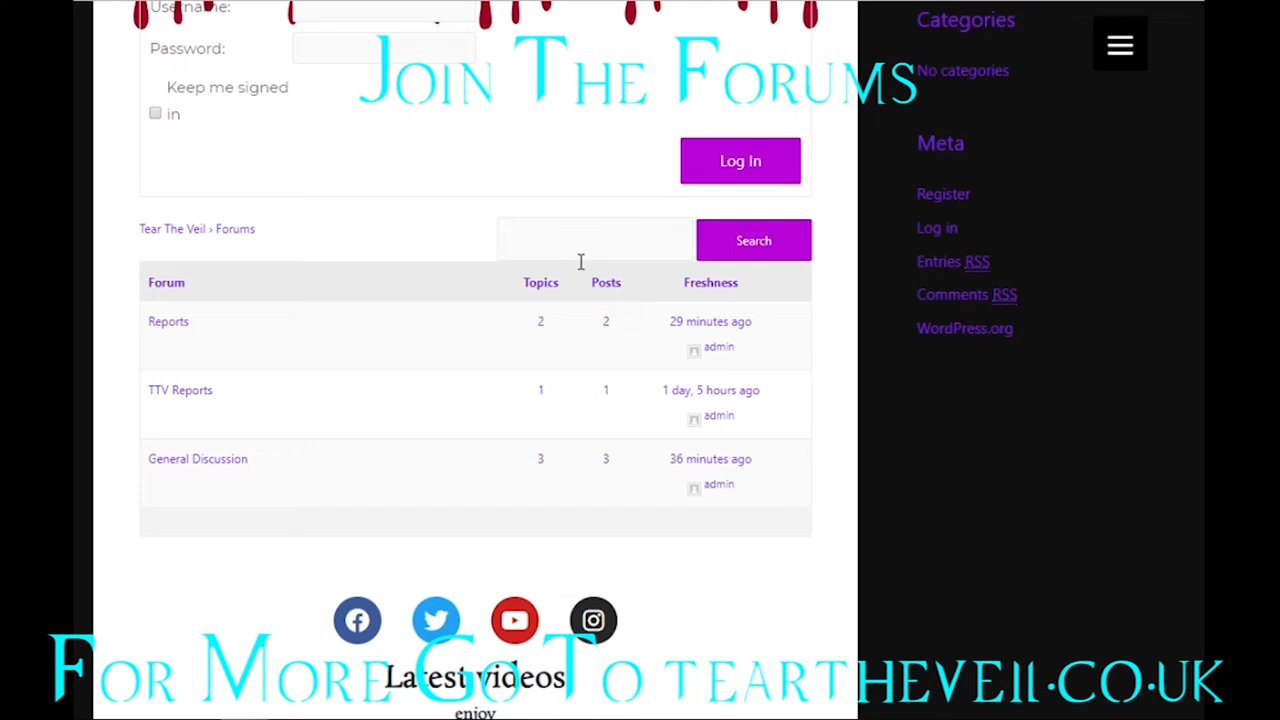 Username:
Categories
Join The Forums
Password:
No categories
Keep me signed
in
Meta
Log In
Register
Tear The Veil › Forums
Search
Log in
Entries RSS
Forum Topics Posts Freshness
Comments RSS
Reports 2 2 29 minutes ago
WordPress.org
admin
TTV Reports 1 1 1 day, 5 hours ago
admin
General Discussion 3 3 36 minutes ago
admin
For More GoTo teartheveil.co.uk
Latest videos
enjoy